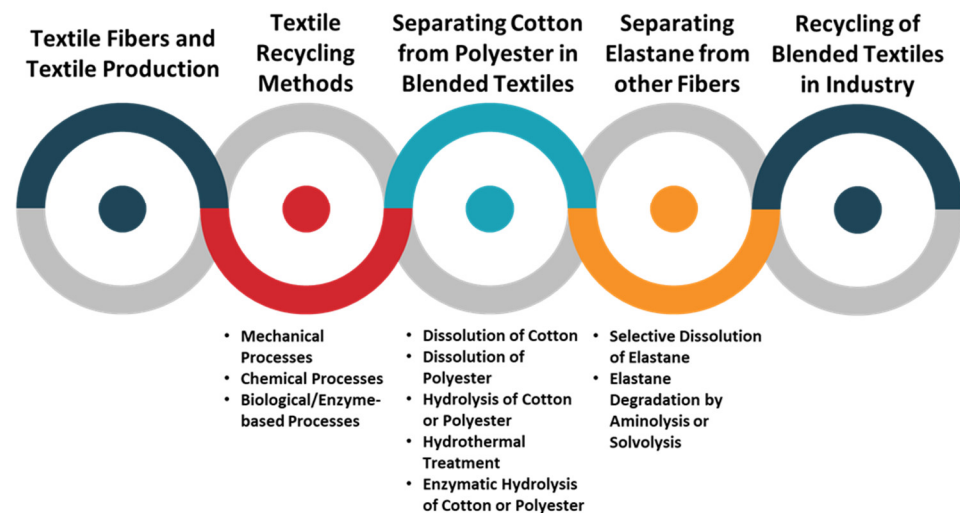 Textile Fibers and
Textile Production
Textile
Recycling
Methods
Separating Cotton
from Polyester in
Blended Textiles
Separating
Elastane from
other Fibers
Recycling of
Blended Textiles
in Industry
• Mechanical
Processes
• Chemical Processes
• Biological/Enzyme-
based Processes
• Dissolution of Cotton
• Dissolution of
Polyester
• Hydrolysis of Cotton
or Polyester
• Hydrothermal
Treatment
• Enzymatic Hydrolysis
of Cotton or Polyester
• Selective Dissolution
of Elastane
• Elastane
Degradation by
Aminolysis or
Solvolysis